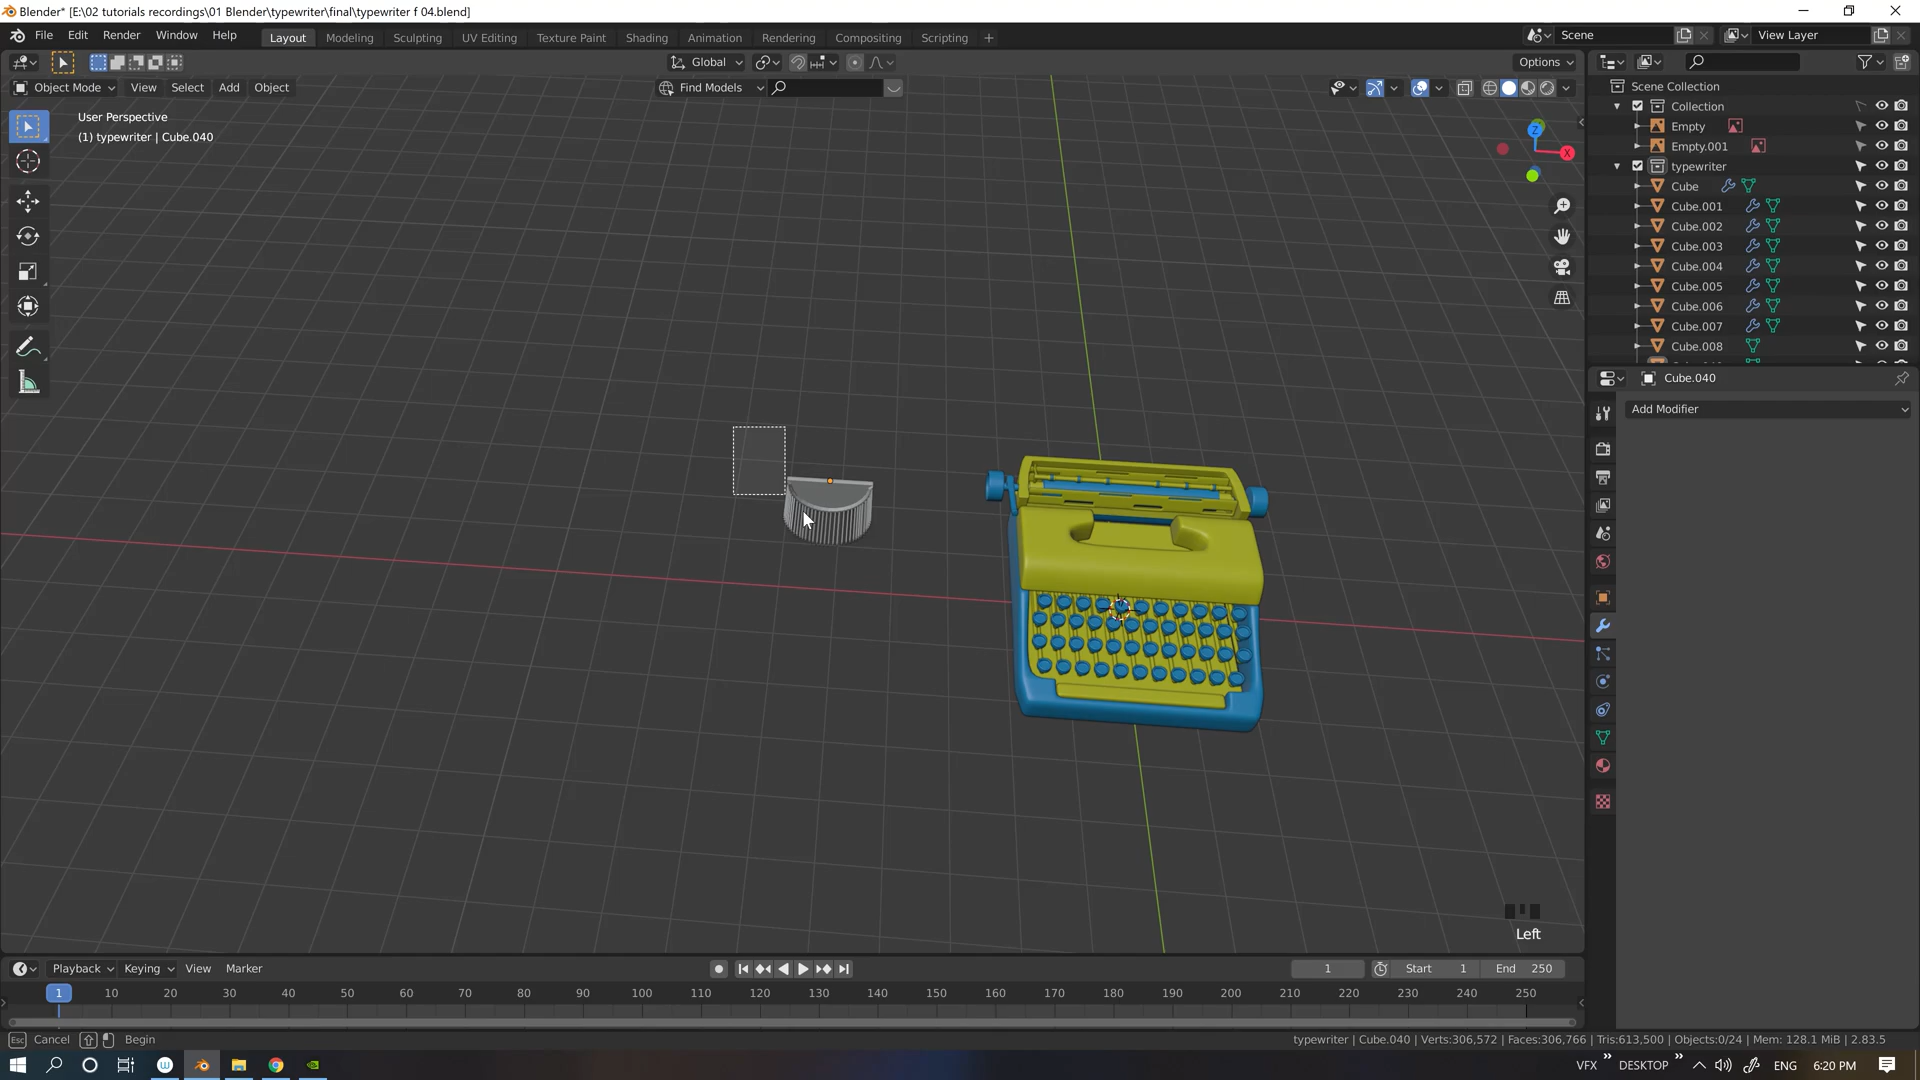 Blender* [E:\02 tutorials recordings\01 Blender\typewriter\final\typewriter f 04.blend]
File Edit Render Window Help
Layout Modeling Sculpting UV Editing Texture Paint Shading Animation Rendering Compositing Scripting +
Scene
View Layer
Global
Options
Object Mode View Select Add Object
Find Models
User Perspective
(1) typewriter | Cube.040
Z
X
Scene Collection
Collection
Empty
Empty.001
typewriter
Cube
Cube.001
Cube.002
Cube.003
Cube.004
Cube.005
Cube.006
Cube.007
Cube.008
Cube.040
Add Modifier
Left
Playback Keying View Marker
1
Start 1
End 250
1 10 20 30 40 50 60 70 80 90 100 110 120 130 140 150 160 170 180 190 200 210 220 230 240 250
Esc Cancel Begin
typewriter | Cube.040 | Verts:306,572 | Faces:306,766 | Tris:613,500 | Objects:0/24 | Mem: 128.1 MiB | 2.83.5
VFX DESKTOP ENG 6:20 PM